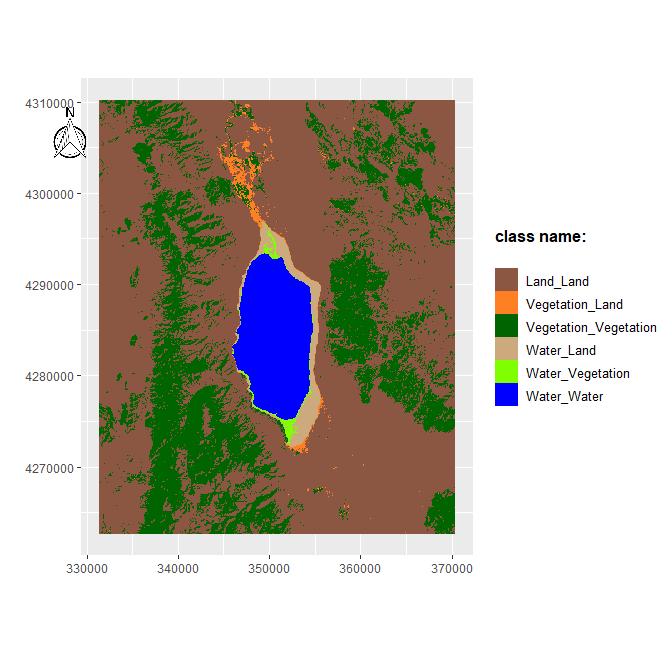 4310000
N
4300000
4290000
4280000
4270000
330000 340000 350000 360000 370000
class name:
Land_Land
Vegetation_Land
Vegetation_Vegetation
Water_Land
Water_Vegetation
Water_Water